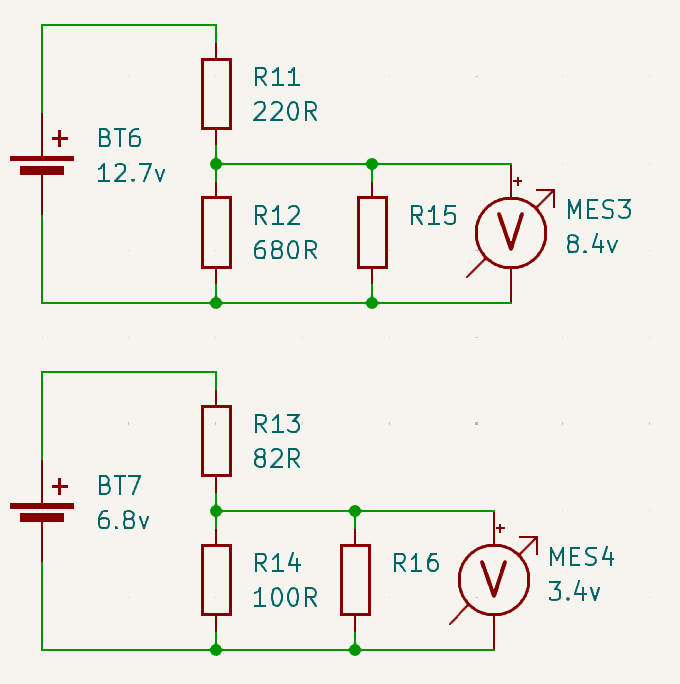 R11
220R
+
BT6
12.7v
R12
680R
R15
+
V
MES3
8.4v
R13
82R
+
BT7
6.8v
R14
100R
R16
+
V
MES4
3.4v